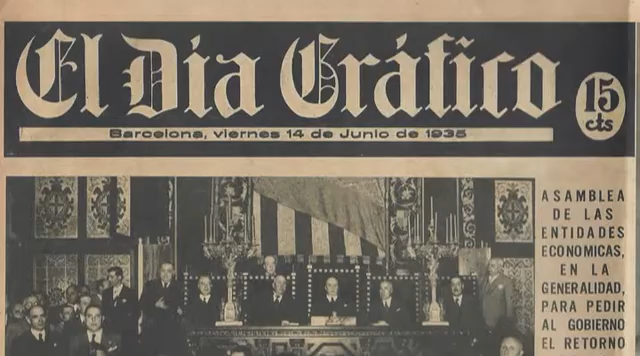 El Día Gráfico
15
cts
Barcelona, viernes 14 de Junio de 1935
ASAMBLEA
DE LAS
ENTIDADES
ECONOMICAS,
EN LA
GENERALIDAD,
PARA PEDIR
AL GOBIERNO
EL RETORNO